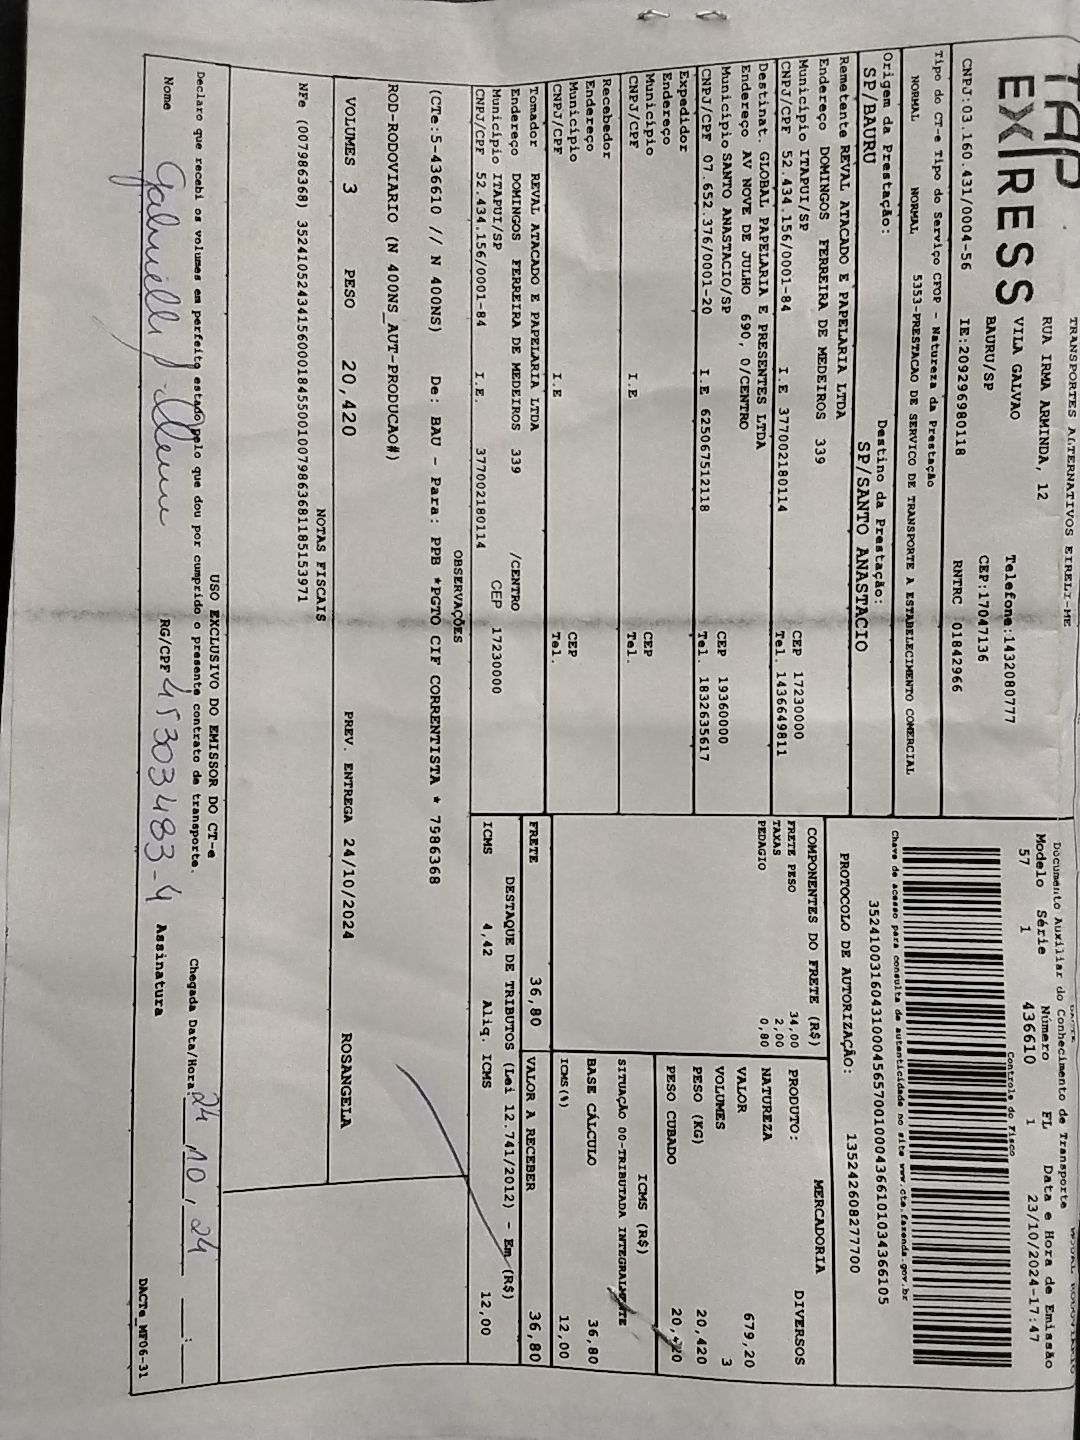 TAP
EXPRESS
TRANSPORTES ALTERNATIVOS EIRELI-ME
RUA IRMA ARMINDA, 12
VILA GALVAO
BAURU/SP
Telefone:1432080777
CEP:17047136
CNPJ:03.160.431/0004-56 IE:209296980118 RNTRC 01842966
Tipo do CT-e Tipo do Serviço CFOP - Natureza da Prestação
NORMAL NORMAL 5353-PRESTACAO DE SERVICO DE TRANSPORTE A ESTABELECIMENTO COMERCIAL
Origem da Prestação: Destino da Prestação:
SP/BAURU SP/SANTO ANASTACIO
Remetente REVAL ATACADO E PAPELARIA LTDA
Endereço DOMINGOS FERREIRA DE MEDEIROS 339
Município ITAPUI/SP CEP 17230000
CNPJ/CPF 52.434.156/0001-84 I.E 377002180114 Tel. 1436649811
Destinat. GLOBAL PAPELARIA E PRESENTES LTDA
Endereço AV NOVE DE JULHO 690, 0/CENTRO
Município SANTO ANASTACIO/SP CEP 19360000
CNPJ/CPF 07.652.376/0001-20 I.E 625067512118 Tel. 1832635617
Expedidor
Endereço
Município CEP
CNPJ/CPF I.E Tel.
Recebedor
Endereço
Município CEP
CNPJ/CPF I.E Tel.
Tomador REVAL ATACADO E PAPELARIA LTDA
Endereço DOMINGOS FERREIRA DE MEDEIROS 339 /CENTRO
Município ITAPUI/SP CEP 17230000
CNPJ/CPF 52.434.156/0001-84 I.E. 377002180114
Documento Auxiliar do Conhecimento de Transporte
Modelo Série Número FL Data e Hora de Emissão
57 1 436610 1 23/10/2024-17:47
Controle do Fisco
Chave de acesso para consulta de autenticidade no site www.cte.fazenda.gov.br
35241003160431000456570010004366101034366105
PROTOCOLO DE AUTORIZAÇÃO: 135242608277700
COMPONENTES DO FRETE (R$)
FRETE PESO 34,00
TAXAS 2,00
PEDAGIO 0,80
MERCADORIA
PRODUTO: DIVERSOS
NATUREZA
VALOR 679,20
VOLUMES 3
PESO (KG) 20,420
PESO CUBADO 20,420
ICMS (R$)
SITUAÇÃO 00-TRIBUTADA INTEGRALMENTE
BASE CÁLCULO 36,80
ICMS(%) 12,00
FRETE 36,80 VALOR A RECEBER 36,80
DESTAQUE DE TRIBUTOS (Lei 12.741/2012) - Em (R$)
ICMS 4,42 Aliq. ICMS 12,00
OBSERVAÇÕES
(CTe:5-436610 // N 400NS) De: BAU - Para: PPB *PGTO CIF CORRENTISTA * 7986368
ROD-RODOVIARIO (N 400NS_AUT-PRODUCAO#)
VOLUMES 3 PESO 20,420 PREV. ENTREGA 24/10/2024 ROSANGELA
NOTAS FISCAIS
NFe (007986368) 35241052434156000184550010079863681185153971
USO EXCLUSIVO DO EMISSOR DO CT-e
Declaro que recebi os volumes em perfeito estado pelo que dou por cumprido o presente contrato de transporte. Chegada Data/Hora 24/10/24 :
Nome RG/CPF 45303483-4 Assinatura
DACTe_MF06-31